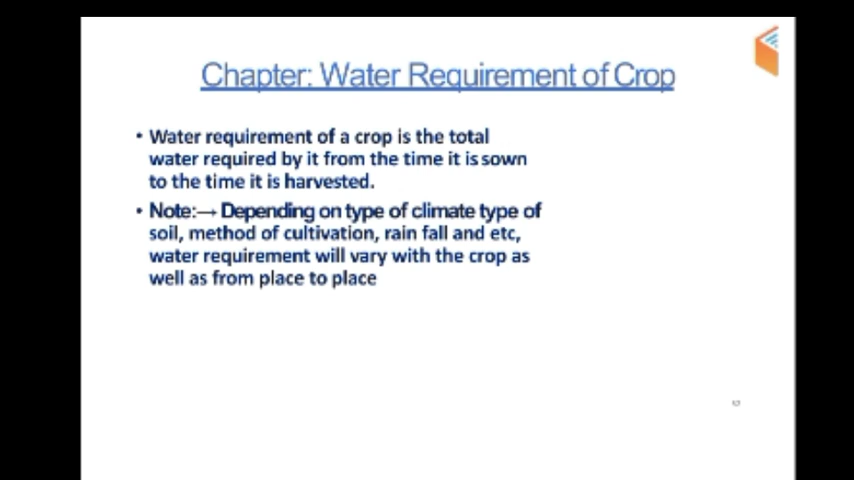 Chapter: Water Requirement of Crop
• Water requirement of a crop is the total
water required by it from the time it is sown
to the time it is harvested.
• Note:→ Depending on type of climate type of
soil, method of cultivation, rain fall and etc,
water requirement will vary with the crop as
well as from place to place